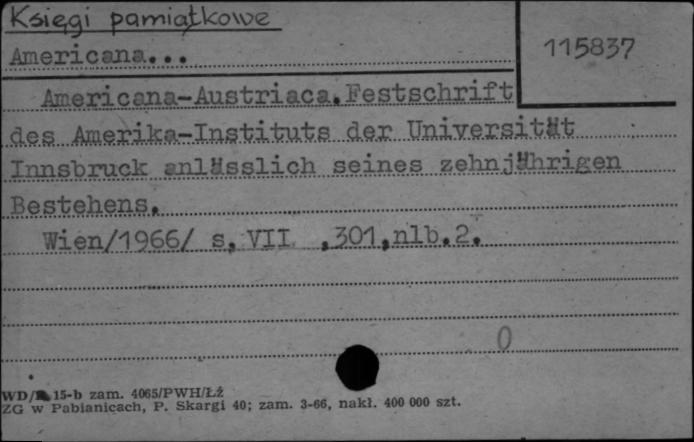 Księgi pamiątkowe
Americana...
115837
Americana-Austriaca. Festschrift
des Amerika-Instituts der Universität
Innsbruck anlässlich seines zehnjährigen
Bestehens.
Wien/1966/ s. VII ,301,nlb.2.
0
WD/ 15-b zam. 4065/PWH/Łż
ZG w Pabianicach, P. Skargi 40; zam. 3-66, nakł. 400 000 szt.